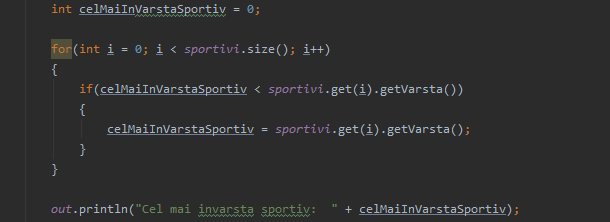 int celMaiInVarstaSportiv = 0;
for(int i = 0; i < sportivi.size(); i++)
{
if(celMaiInVarstaSportiv < sportivi.get(i).getVarsta())
{
celMaiInVarstaSportiv = sportivi.get(i).getVarsta();
}
}
out.println("Cel mai invarsta sportiv:  " + celMaiInVarstaSportiv);